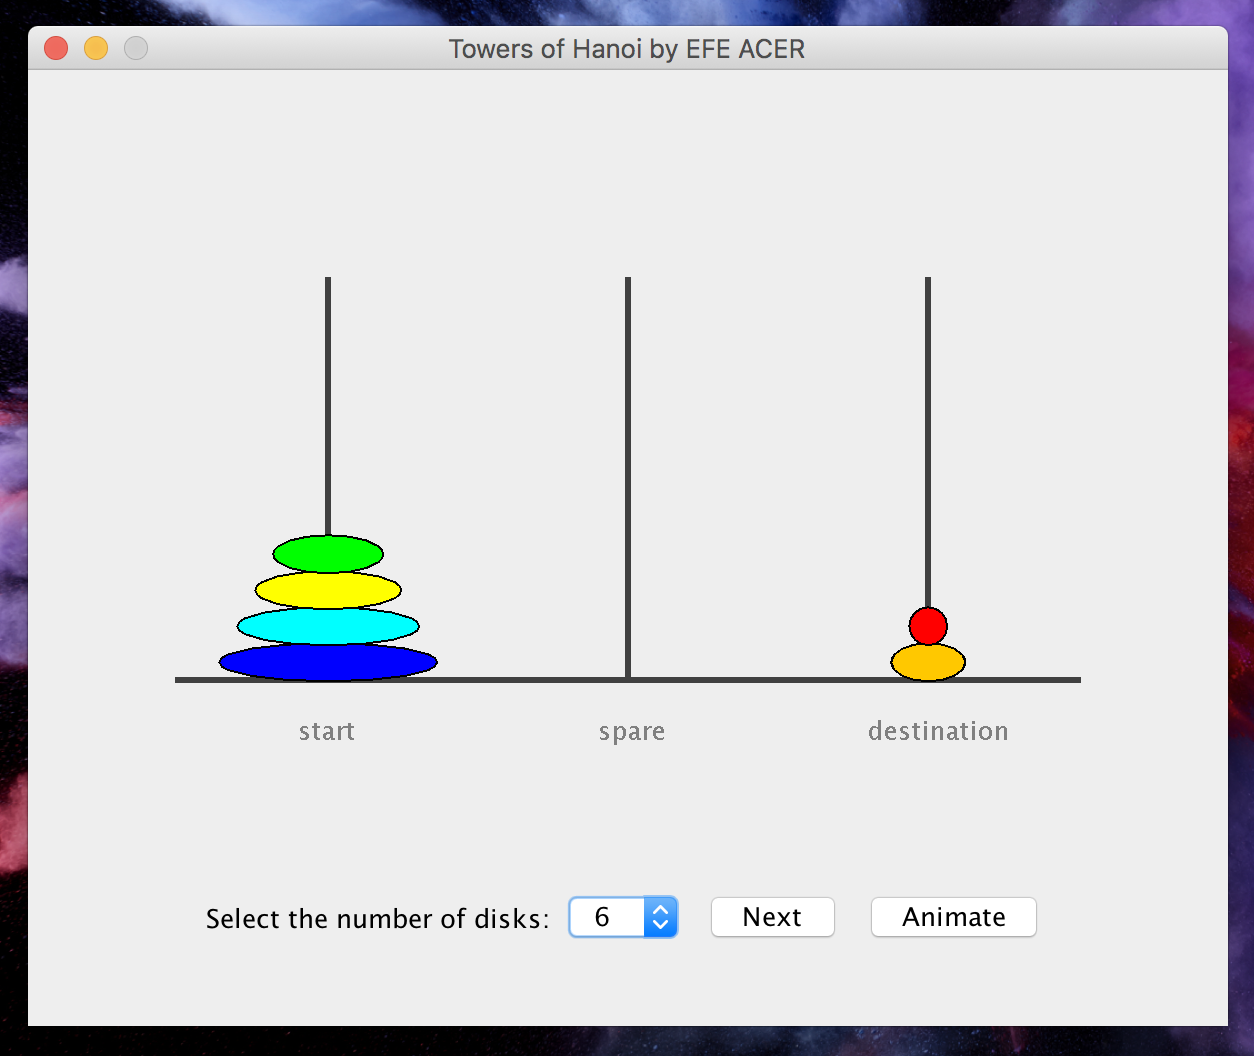 Towers of Hanoi by EFE ACER
start spare destination
Select the number of disks: 6 Next Animate